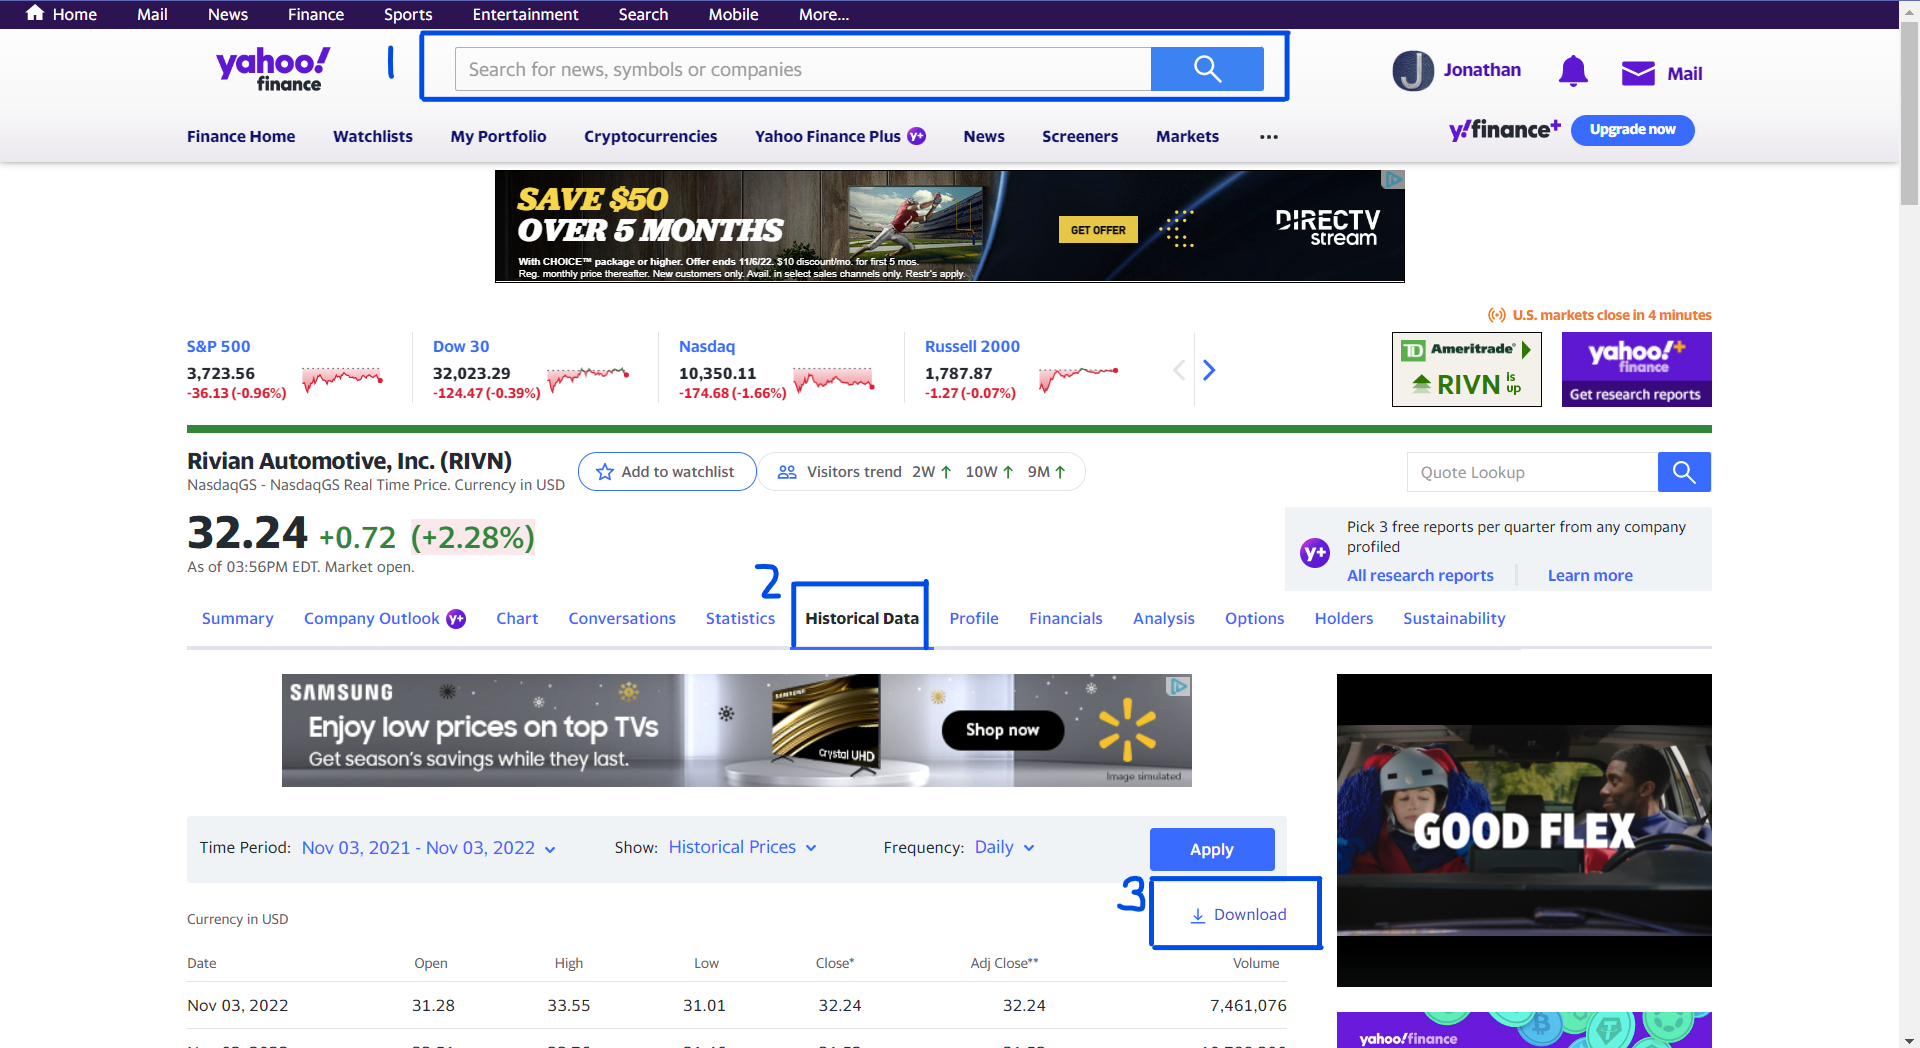 Home Mail News Finance Sports Entertainment Search Mobile More...
yahoo!
finance
1
Search for news, symbols or companies
J
Jonathan
Mail
Finance Home Watchlists My Portfolio Cryptocurrencies Yahoo Finance Plus y+ News Screeners Markets •••
y!finance+
Upgrade now
SAVE $50
OVER 5 MONTHS
With CHOICE™ package or higher. Offer ends 11/6/22. $10 discount/mo. for first 5 mos.
Reg. monthly price thereafter. New customers only. Avail. in select sales channels only. Restr's apply.
GET OFFER
DIRECTV
stream
U.S. markets close in 4 minutes
S&P 500
3,723.56
-36.13 (-0.96%)
Dow 30
32,023.29
-124.47 (-0.39%)
Nasdaq
10,350.11
-174.68 (-1.66%)
Russell 2000
1,787.87
-1.27 (-0.07%)
TD Ameritrade
RIVN is up
yahoo!+
finance
Get research reports
Rivian Automotive, Inc. (RIVN)
NasdaqGS - NasdaqGS Real Time Price. Currency in USD
Add to watchlist
Visitors trend 2W ↑ 10W ↑ 9M ↑
Quote Lookup
32.24 +0.72 (+2.28%)
As of 03:56PM EDT. Market open.
y+
Pick 3 free reports per quarter from any company
profiled
All research reports Learn more
2
Summary Company Outlook y+ Chart Conversations Statistics Historical Data Profile Financials Analysis Options Holders Sustainability
SAMSUNG
Enjoy low prices on top TVs
Get season's savings while they last.
SAMSUNG
Crystal UHD
Shop now
Image simulated
GOOD FLEX
Time Period: Nov 03, 2021 - Nov 03, 2022 Show: Historical Prices Frequency: Daily Apply
3
Currency in USD
Download
Date Open High Low Close* Adj Close** Volume
Nov 03, 2022 31.28 33.55 31.01 32.24 32.24 7,461,076
yahoo!finance